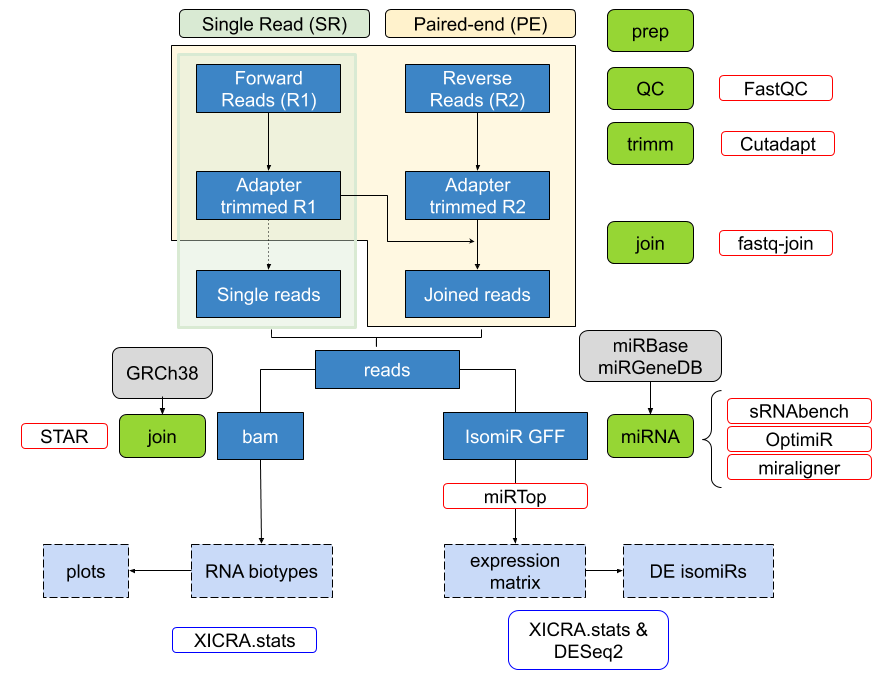 Single Read (SR)
Paired-end (PE)
prep
Forward
Reads (R1)
Reverse
Reads (R2)
QC
FastQC
trimm
Cutadapt
Adapter
trimmed R1
Adapter
trimmed R2
join
fastq-join
Single reads
Joined reads
reads
GRCh38
miRBase
miRGeneDB
STAR
join
bam
IsomiR GFF
miRNA
sRNAbench
OptimiR
miraligner
miRTop
plots
RNA biotypes
expression
matrix
DE isomiRs
XICRA.stats
XICRA.stats &
DESeq2